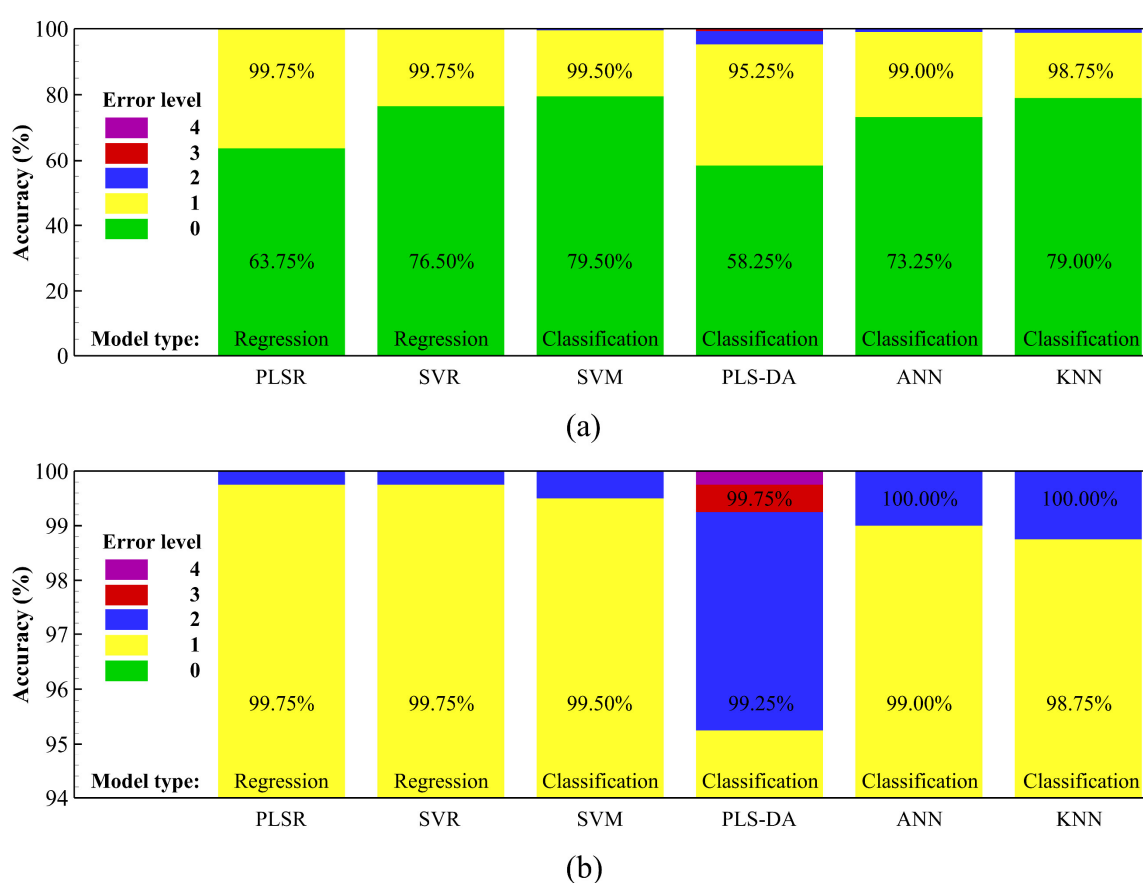 100
99.75% 99.75% 99.50% 95.25% 99.00% 98.75%
80
Error level
4
3
60
2
1
40
0
Accuracy (%)
63.75% 76.50% 79.50% 58.25% 73.25% 79.00%
20
Model type: Regression Regression Classification Classification Classification Classification
0
PLSR SVR SVM PLS-DA ANN KNN
(a)
100
99.75% 100.00% 100.00%
99
Error level
4
98
3
2
97
1
0
Accuracy (%)
96
99.75% 99.75% 99.50% 99.25% 99.00% 98.75%
95
Model type: Regression Regression Classification Classification Classification Classification
94
PLSR SVR SVM PLS-DA ANN KNN
(b)